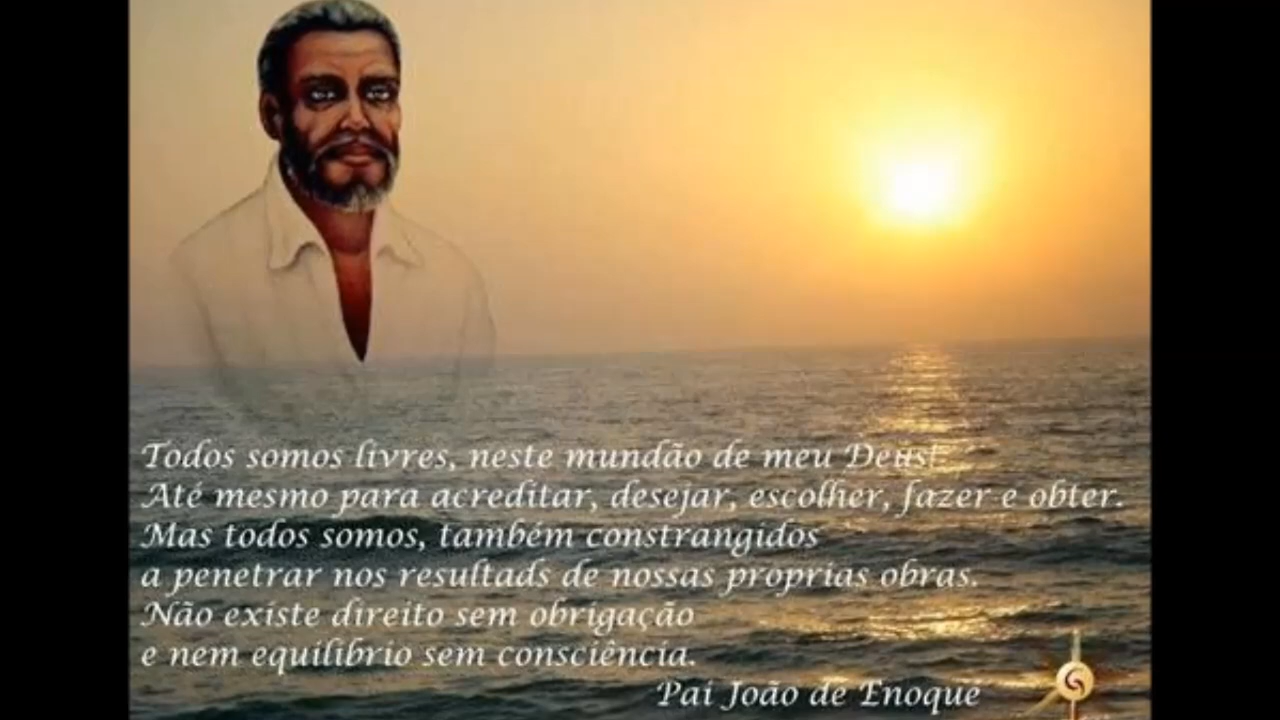 Todos somos livres, neste mundão de meu Deus!
Até mesmo para acreditar, desejar, escolher, fazer e obter.
Mas todos somos, também constrangidos
a penetrar nos resultads de nossas proprias obras.
Não existe direito sem obrigação
e nem equilibrio sem consciência.
Pai João de Enoque